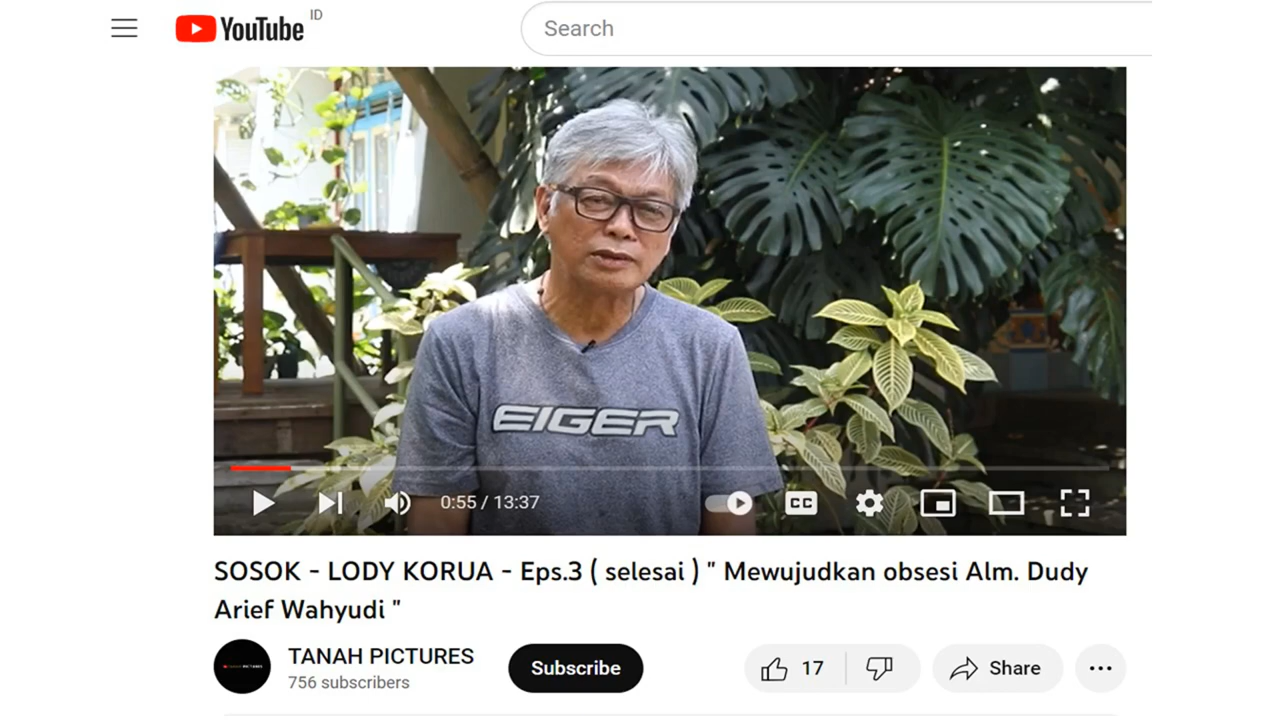 YouTube ID
Search
EIGER
0:55 / 13:37
CC
SOSOK - LODY KORUA - Eps.3 ( selesai ) " Mewujudkan obsesi Alm. Dudy
Arief Wahyudi "
TANAH PICTURES
756 subscribers
Subscribe
17
Share